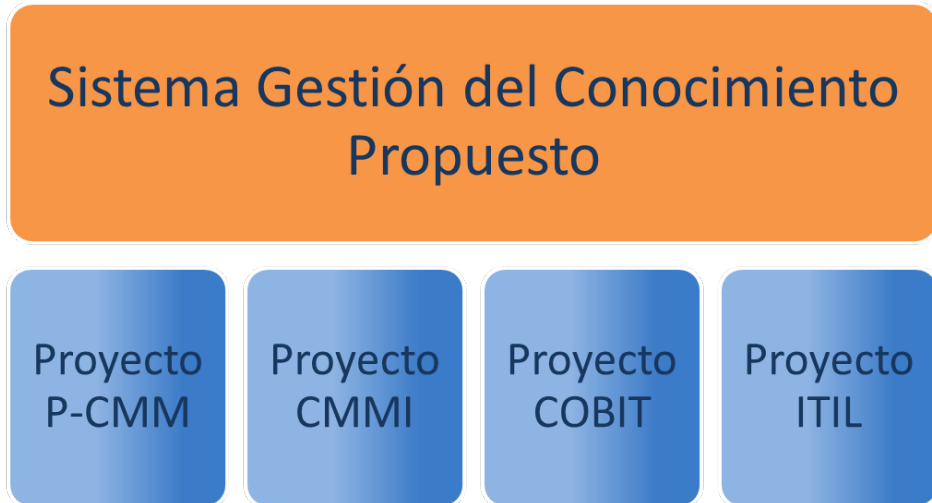 Sistema Gestión del Conocimiento
Propuesto
Proyecto
P-CMM
Proyecto
CMMI
Proyecto
COBIT
Proyecto
ITIL